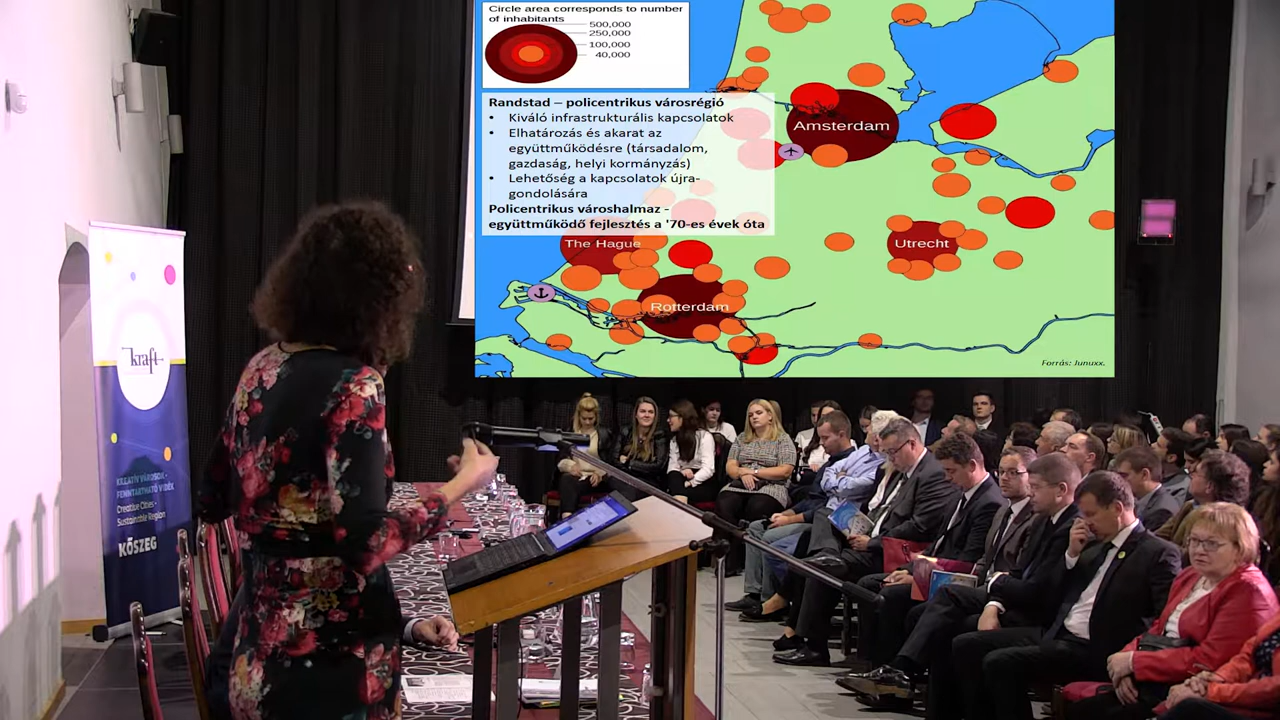 Circle area corresponds to number
of inhabitants
500,000
250,000
100,000
40,000
Randstad – policentrikus városrégió
• Kiváló infrastrukturális kapcsolatok
• Elhatározás és akarat az
együttműködésre (társadalom,
gazdaság, helyi kormányzás)
• Lehetőség a kapcsolatok újra-
gondolására
Policentrikus városhalmaz -
együttműködő fejlesztés a '70-es évek óta
Amsterdam
The Hague
Utrecht
Rotterdam
Forrás: Junuxx.
kraft
KREATÍV VÁROSOK -
FENNTARTHATÓ VIDÉK
Creative Cities -
Sustainable Region
KŐSZEG